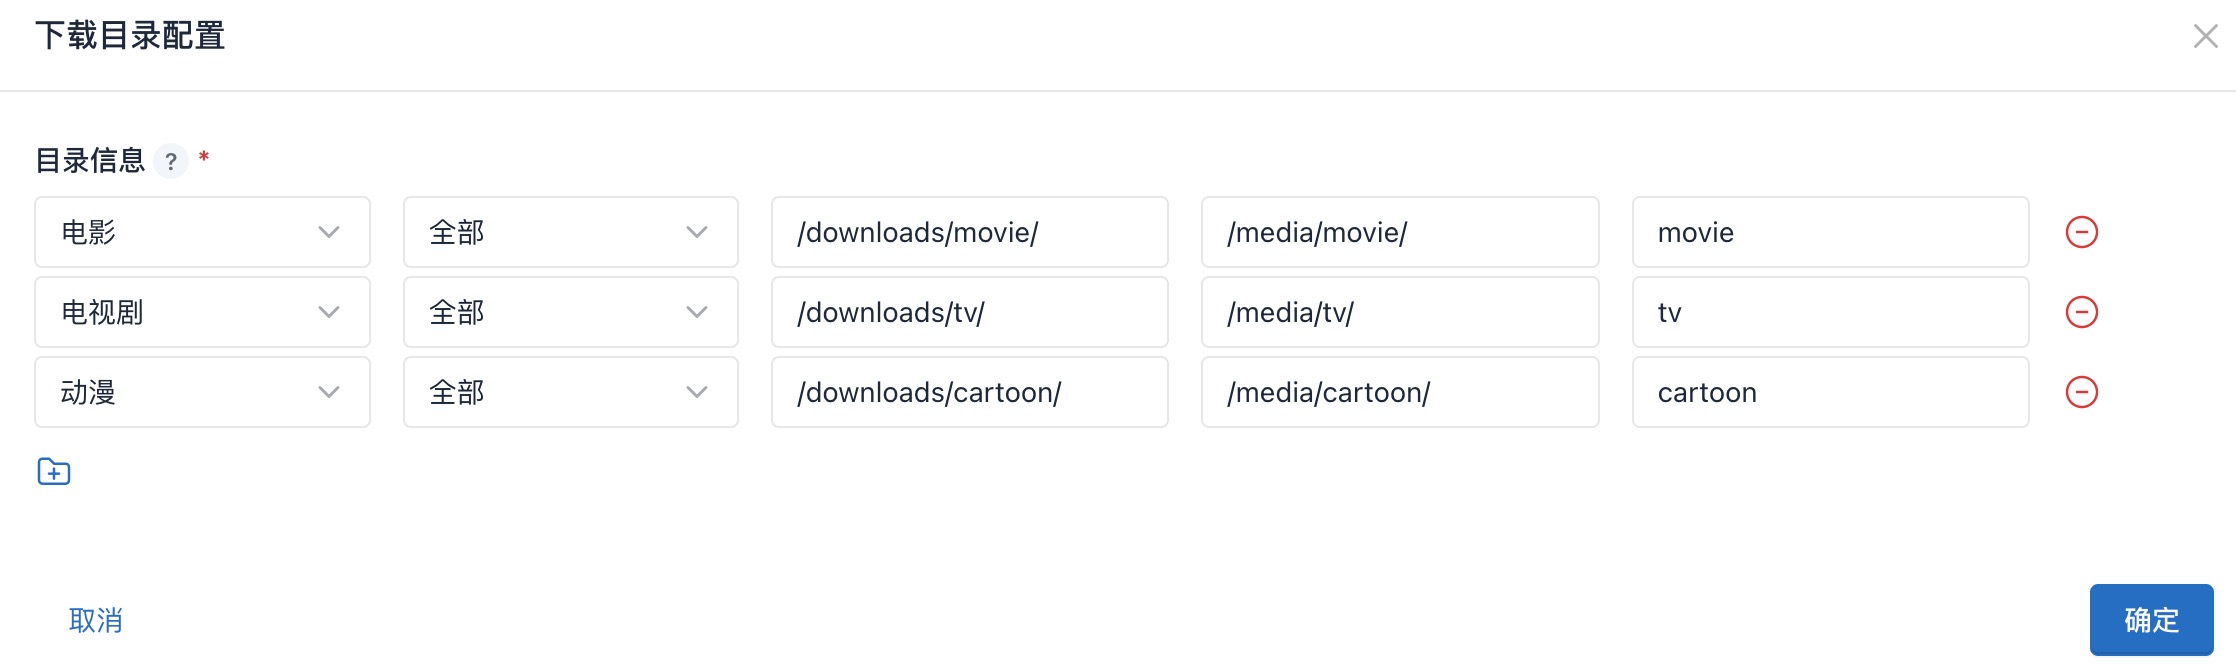 下载目录配置
目录信息 ? *
电影 全部 /downloads/movie/ /media/movie/ movie
电视剧 全部 /downloads/tv/ /media/tv/ tv
动漫 全部 /downloads/cartoon/ /media/cartoon/ cartoon
取消 确定